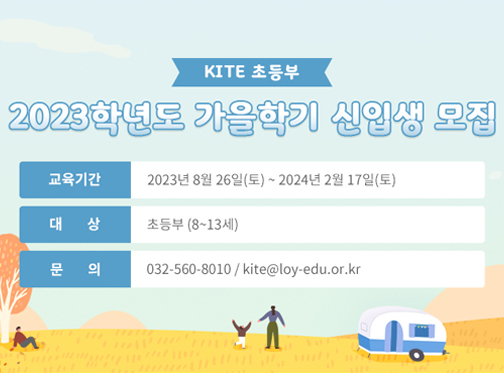 KITE 초등부
2023학년도 가을학기 신입생 모집
교육기간 2023년 8월 26일(토) ~ 2024년 2월 17일(토)
대 상 초등부 (8~13세)
문 의 032-560-8010 / kite@loy-edu.or.kr